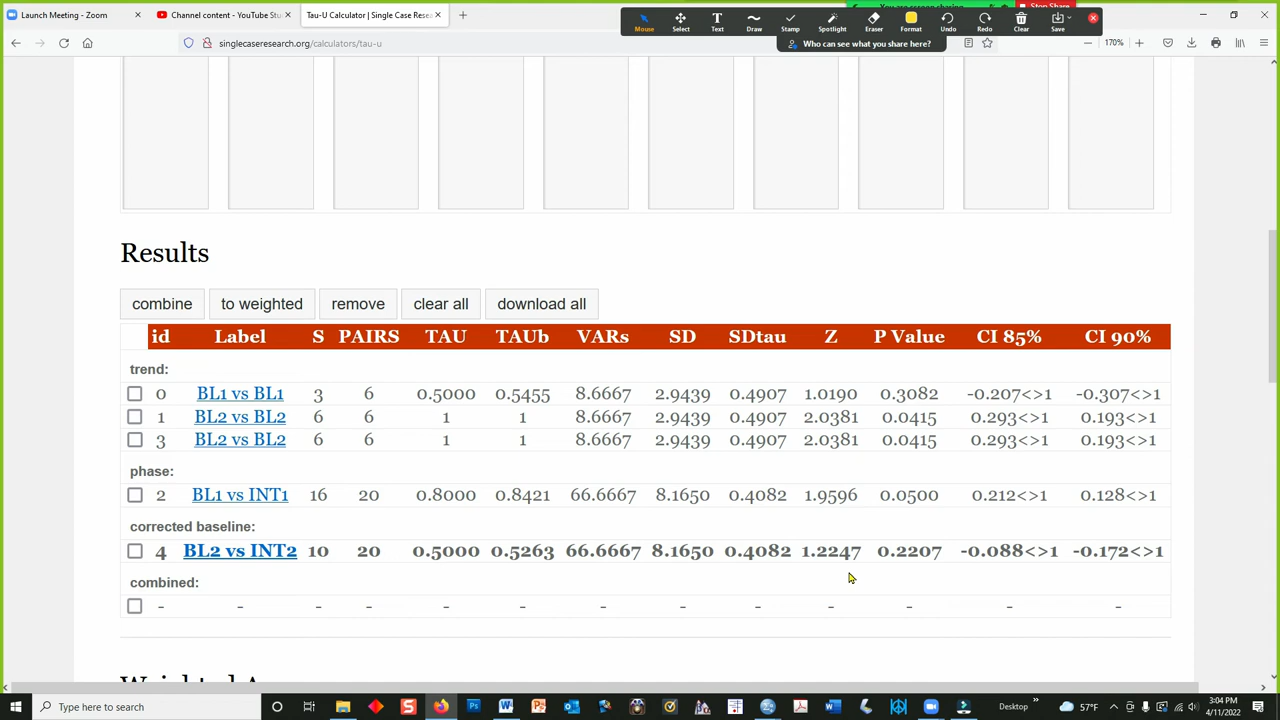 You are screen sharing Stop Share
Launch Meeting - Zoom
Channel content - YouTube Stu
Tau-U Calculator | Single Case Resea
Mouse Select Text Draw Stamp Spotlight Eraser Format Undo Redo Clear Save
singlecaseresearch.org/calculators/tau-u
Who can see what you share here?
170%
Results
combine to weighted remove clear all download all
id Label S PAIRS TAU TAUb VARs SD SDtau Z P Value CI 85% CI 90%
trend:
0 BL1 vs BL1 3 6 0.5000 0.5455 8.6667 2.9439 0.4907 1.0190 0.3082 -0.207<>1 -0.307<>1
1 BL2 vs BL2 6 6 1 1 8.6667 2.9439 0.4907 2.0381 0.0415 0.293<>1 0.193<>1
3 BL2 vs BL2 6 6 1 1 8.6667 2.9439 0.4907 2.0381 0.0415 0.293<>1 0.193<>1
phase:
2 BL1 vs INT1 16 20 0.8000 0.8421 66.6667 8.1650 0.4082 1.9596 0.0500 0.212<>1 0.128<>1
corrected baseline:
4 BL2 vs INT2 10 20 0.5000 0.5263 66.6667 8.1650 0.4082 1.2247 0.2207 -0.088<>1 -0.172<>1
combined:
- - - - - - - - - - - - -
Type here to search
Desktop
57°F
3:04 PM
4/11/2022